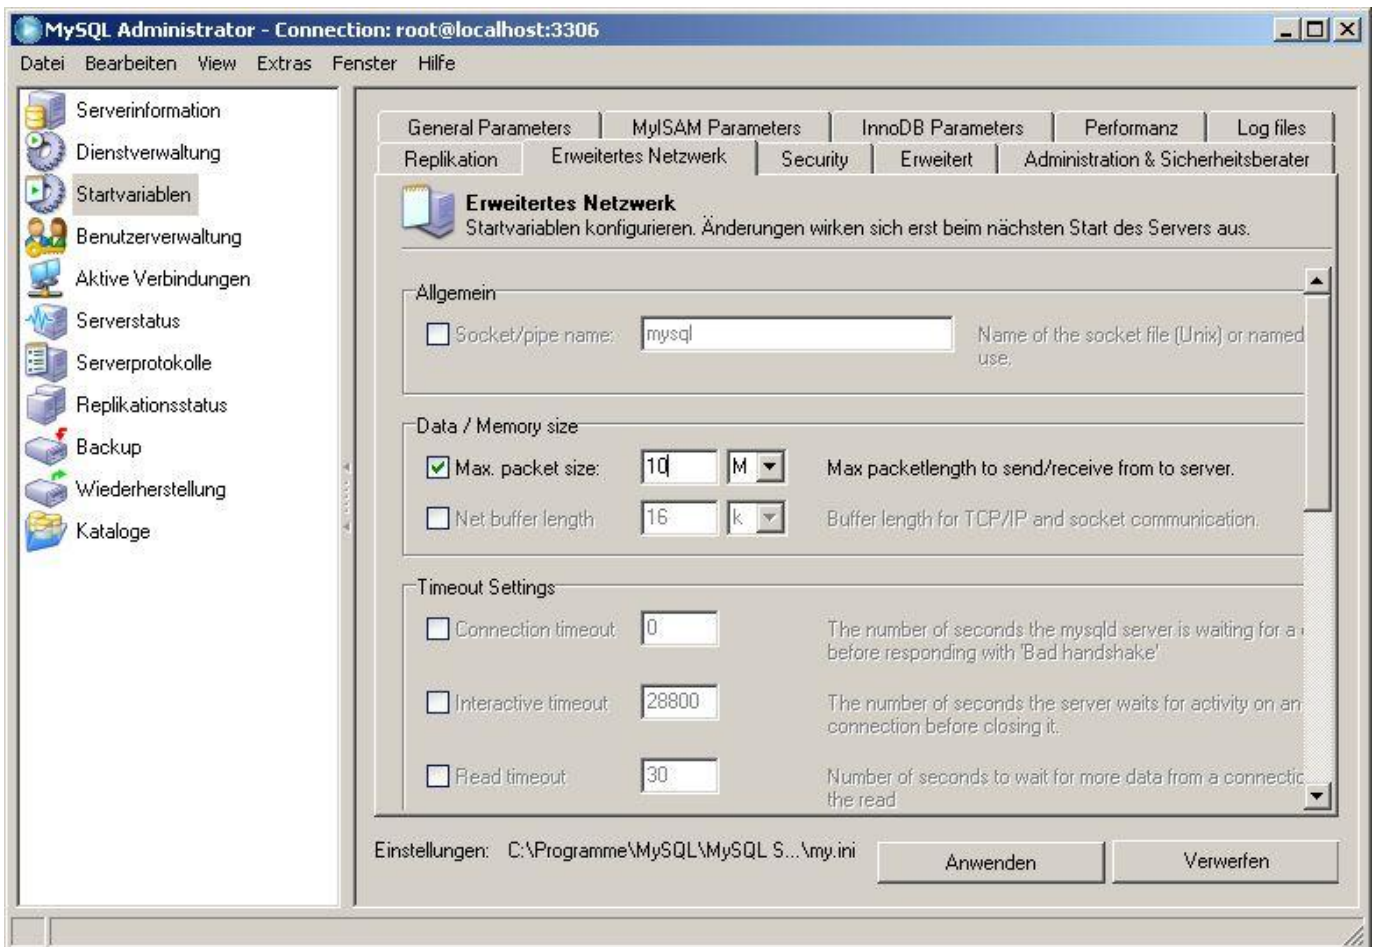 MySQL Administrator - Connection: root@localhost:3306
Datei Bearbeiten View Extras Fenster Hilfe
Serverinformation
Dienstverwaltung
Startvariablen
Benutzerverwaltung
Aktive Verbindungen
Serverstatus
Serverprotokolle
Replikationsstatus
Backup
Wiederherstellung
Kataloge
General Parameters MyISAM Parameters InnoDB Parameters Performanz Log files
Replikation Erweitertes Netzwerk Security Erweitert Administration & Sicherheitsberater
Erweitertes Netzwerk
Startvariablen konfigurieren. Änderungen wirken sich erst beim nächsten Start des Servers aus.
Allgemein
Socket/pipe name: mysql Name of the socket file (Unix) or named
use.
Data / Memory size
Max. packet size: 10 M Max packetlength to send/receive from to server.
Net buffer length 16 k Buffer length for TCP/IP and socket communication.
Timeout Settings
Connection timeout 0 The number of seconds the mysqld server is waiting for a
before responding with 'Bad handshake'
Interactive timeout 28800 The number of seconds the server waits for activity on an
connection before closing it.
Read timeout 30 Number of seconds to wait for more data from a connectio
the read
Einstellungen: C:\Programme\MySQL\MySQL S...\my.ini Anwenden Verwerfen